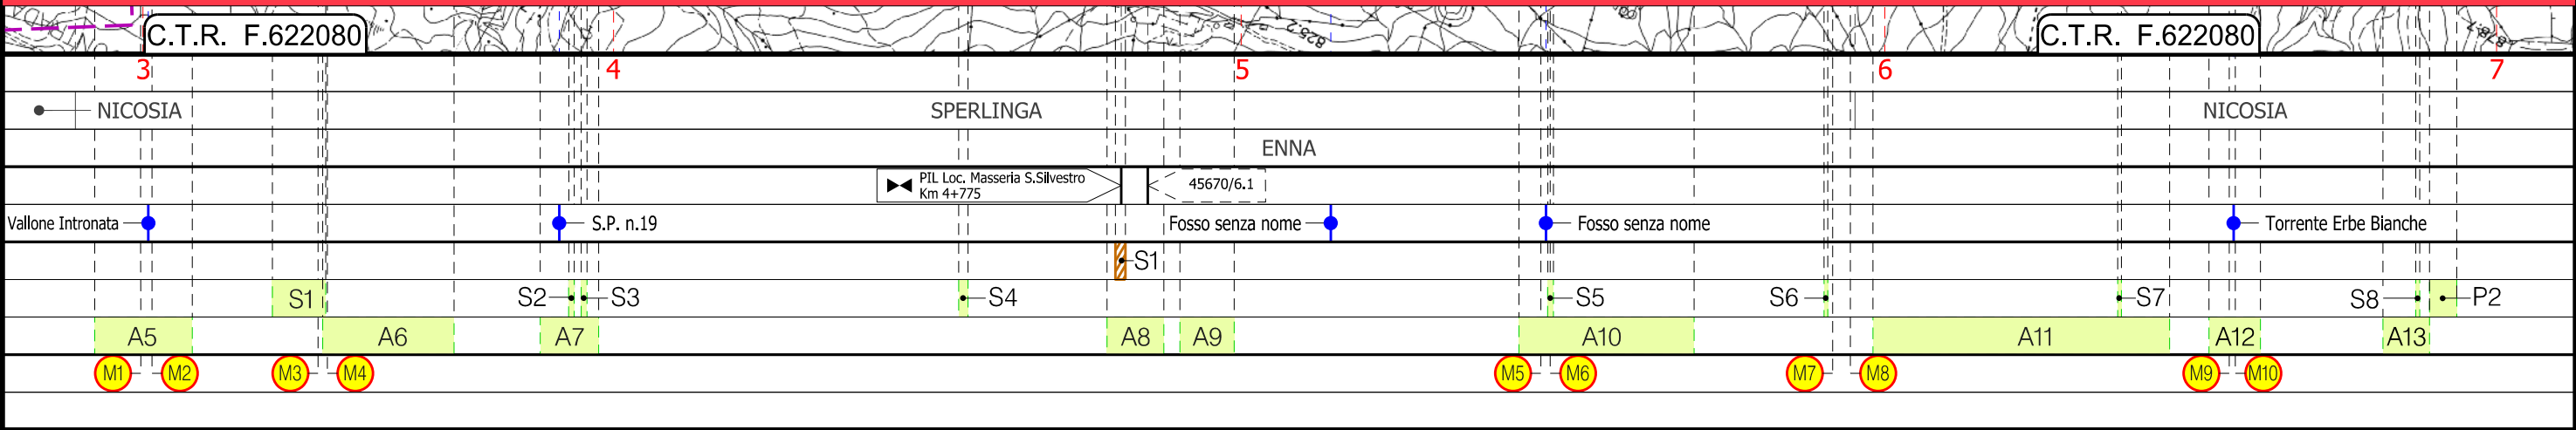 C.T.R. F.622080 C.T.R. F.622080
3 4 5 6 7
NICOSIA SPERLINGA NICOSIA
ENNA
PIL Loc. Masseria S.Silvestro
Km 4+775
45670/6.1
Vallone Intronata S.P. n.19 Fosso senza nome Fosso senza nome Torrente Erbe Bianche
S1
S1 S2 S3 S4 S5 S6 S7 S8 P2
A5 A6 A7 A8 A9 A10 A11 A12 A13
M1 M2 M3 M4 M5 M6 M7 M8 M9 M10